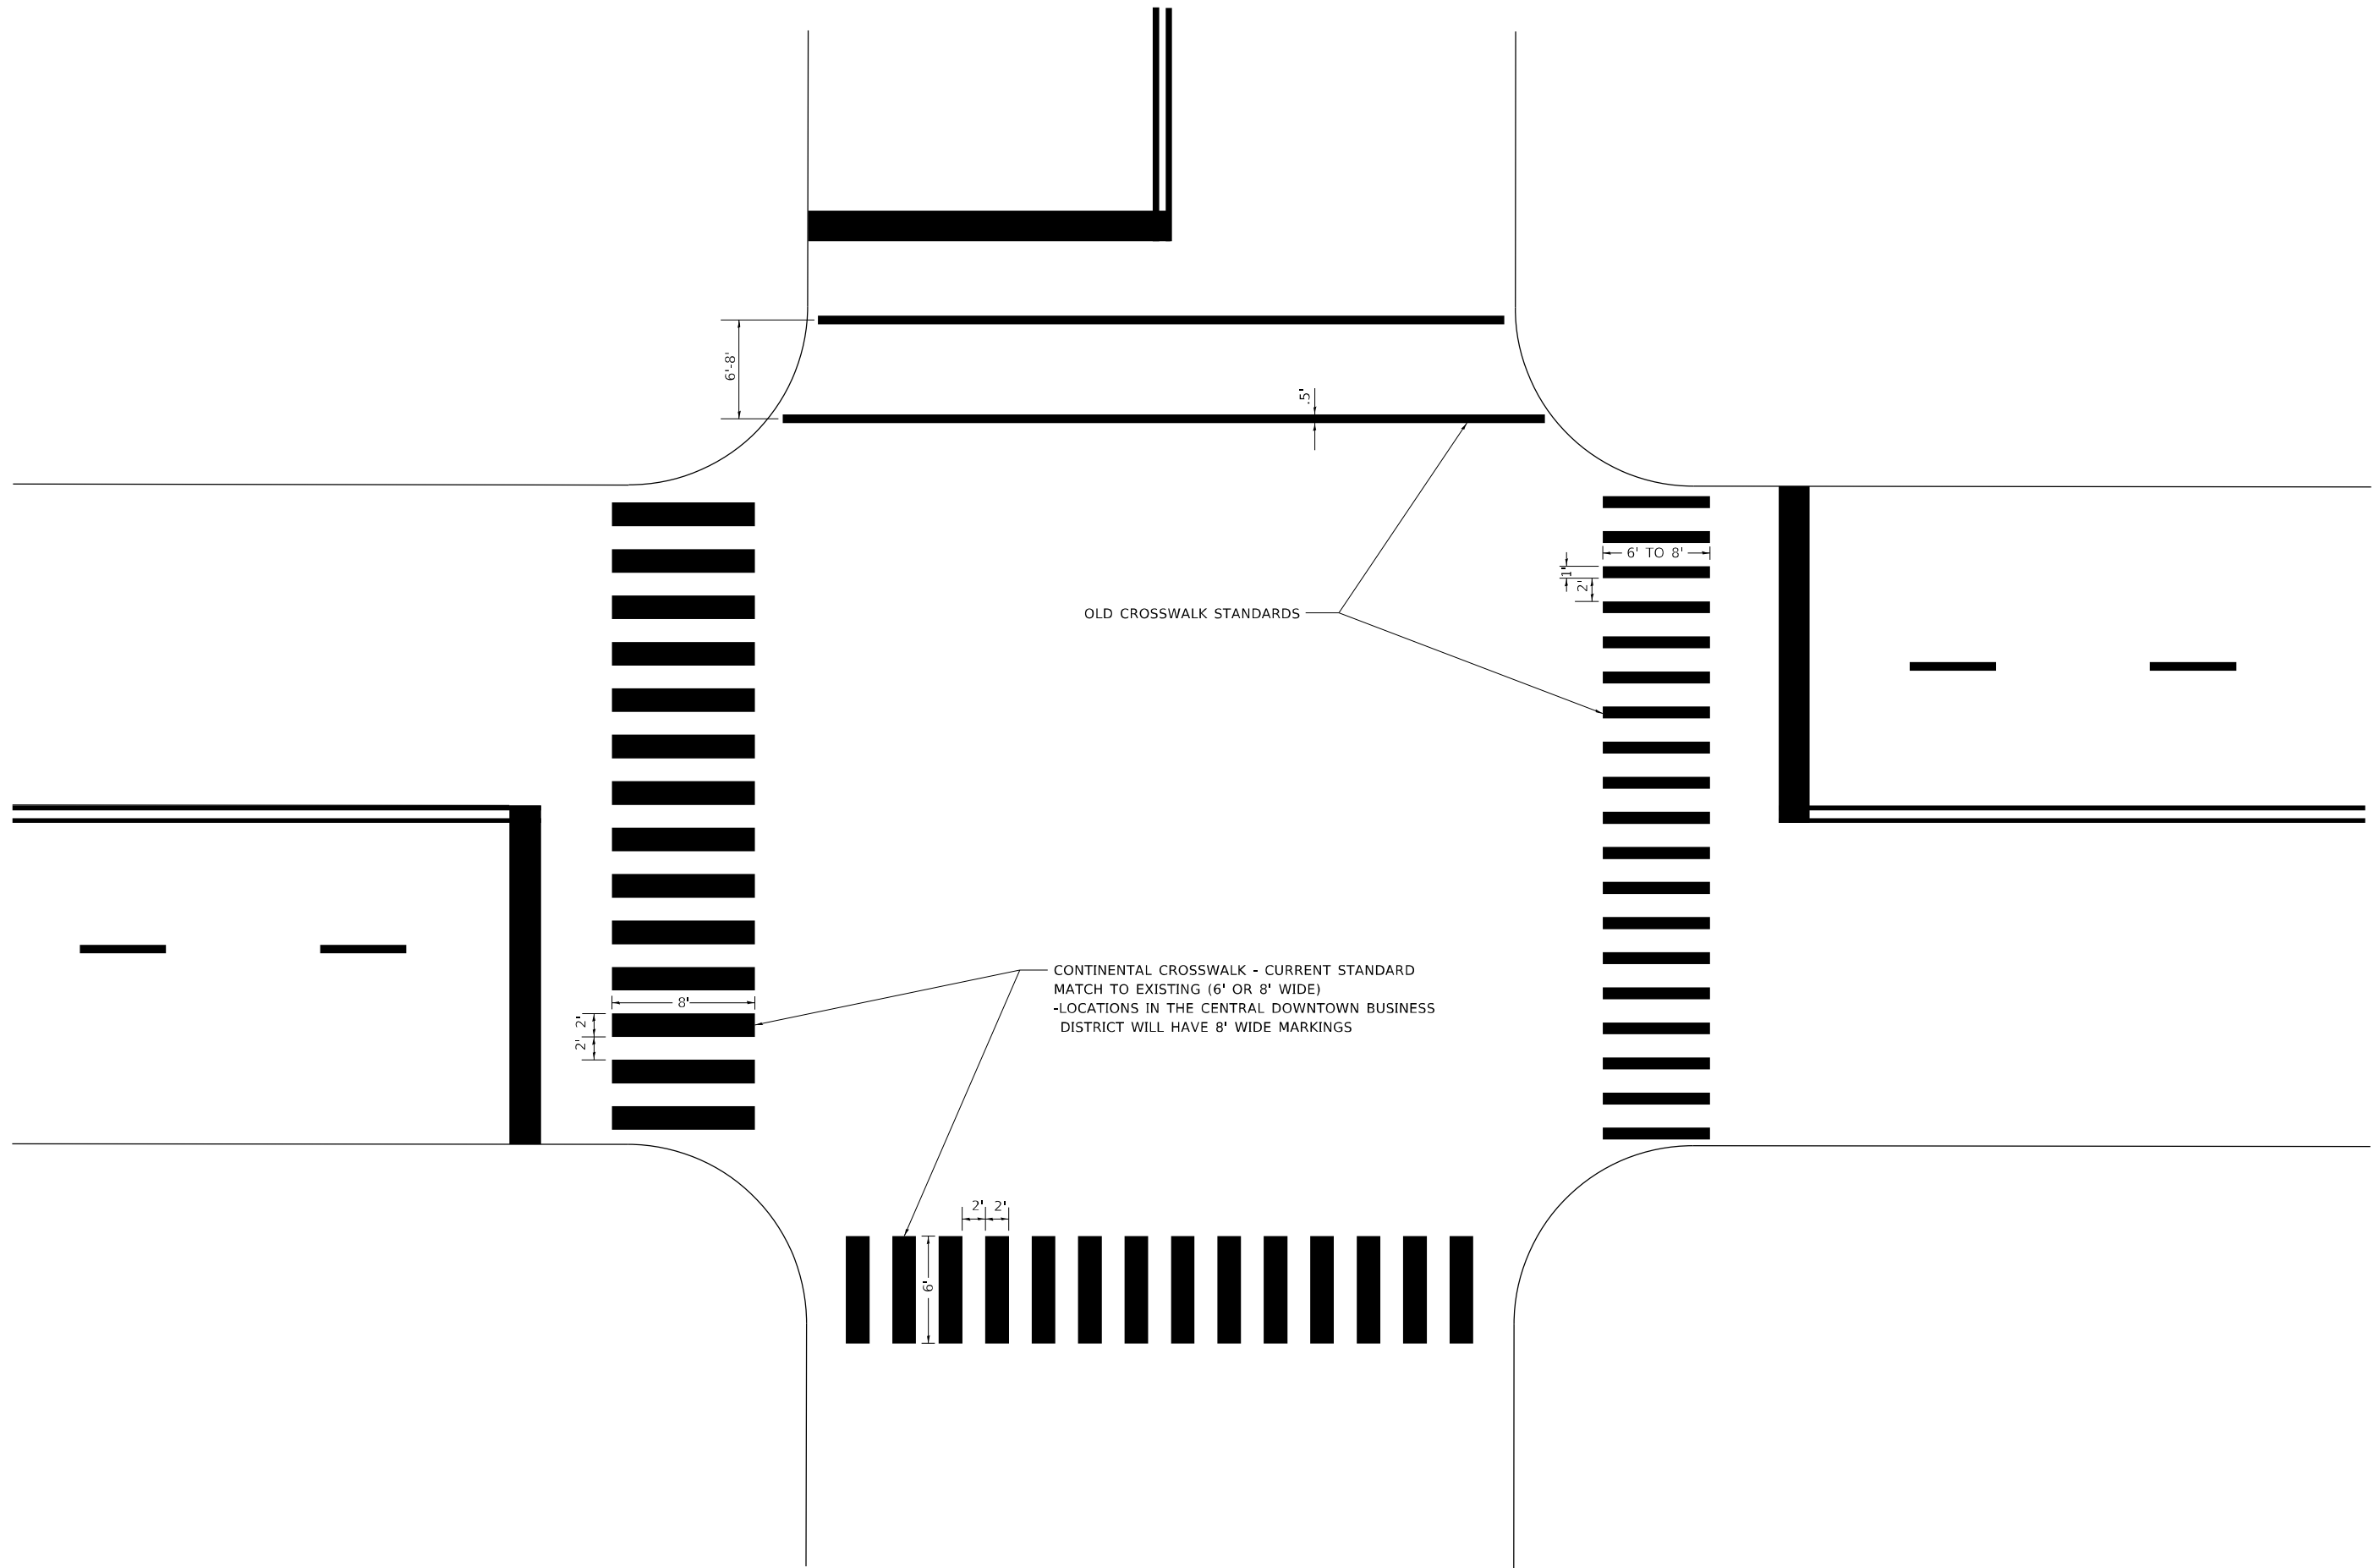 6'-8'
.5'
6' TO 8'
1'
2'
OLD CROSSWALK STANDARDS
CONTINENTAL CROSSWALK - CURRENT STANDARD
MATCH TO EXISTING (6' OR 8' WIDE)
-LOCATIONS IN THE CENTRAL DOWNTOWN BUSINESS
DISTRICT WILL HAVE 8' WIDE MARKINGS
8'
2'
2'
2' 2'
6'